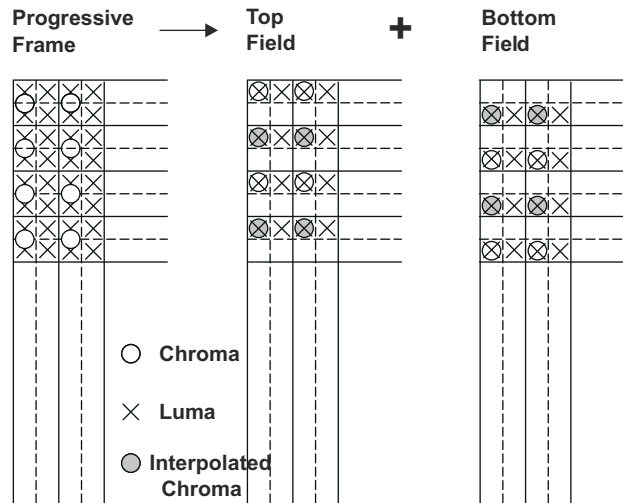 Progressive
Frame
Top
Field
+
Bottom
Field
Chroma
Luma
Interpolated
Chroma